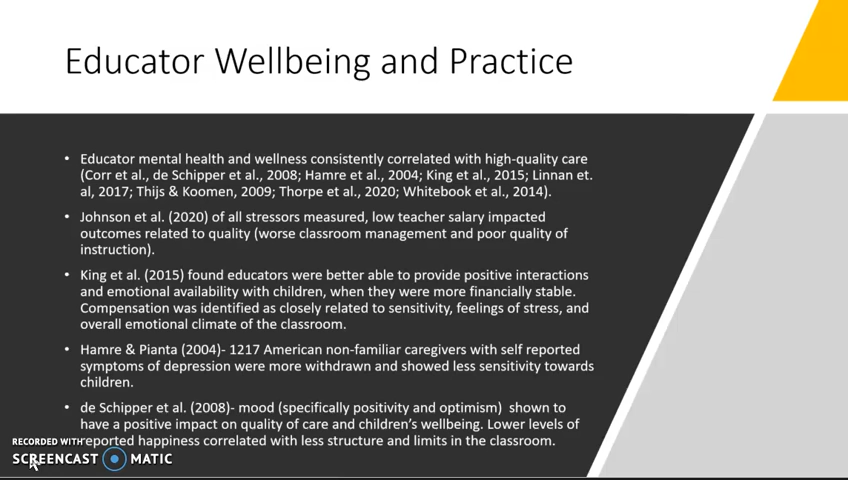 Educator Wellbeing and Practice
• Educator mental health and wellness consistently correlated with high-quality care
(Corr et al., de Schipper et al., 2008; Hamre et al., 2004; King et al., 2015; Linnan et.
al, 2017; Thijs & Koomen, 2009; Thorpe et al., 2020; Whitebook et al., 2014).
• Johnson et al. (2020) of all stressors measured, low teacher salary impacted
outcomes related to quality (worse classroom management and poor quality of
instruction).
• King et al. (2015) found educators were better able to provide positive interactions
and emotional availability with children, when they were more financially stable.
Compensation was identified as closely related to sensitivity, feelings of stress, and
overall emotional climate of the classroom.
• Hamre & Pianta (2004)- 1217 American non-familiar caregivers with self reported
symptoms of depression were more withdrawn and showed less sensitivity towards
children.
• de Schipper et al. (2008)- mood (specifically positivity and optimism) shown to
have a positive impact on quality of care and children's wellbeing. Lower levels of
reported happiness correlated with less structure and limits in the classroom.
RECORDED WITH
SCREENCAST MATIC